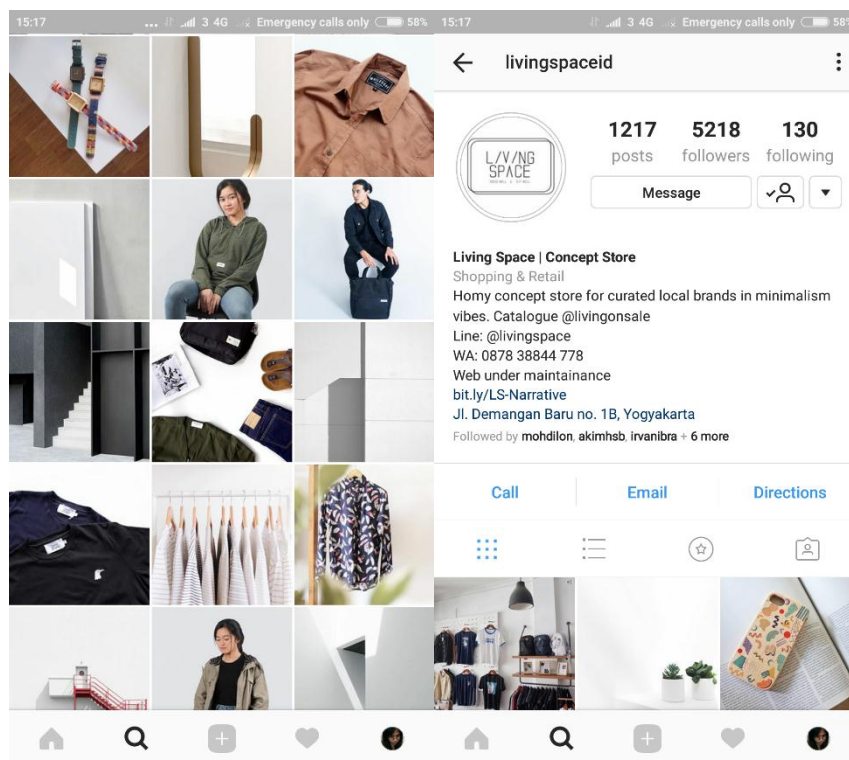 15:17
... 3 4G Emergency calls only 58%
15:17
3 4G Emergency calls only 58%
livingspaceid
L/V/NG
SPACE
1217 5218 130
posts followers following
Message
Living Space | Concept Store
Shopping & Retail
Homy concept store for curated local brands in minimalism
vibes. Catalogue @livingonsale
Line: @livingspace
WA: 0878 38844 778
Web under maintainance
bit.ly/LS-Narrative
Jl. Demangan Baru no. 1B, Yogyakarta
Followed by mohdilon, akimhsb, irvanibra + 6 more
Call Email Directions